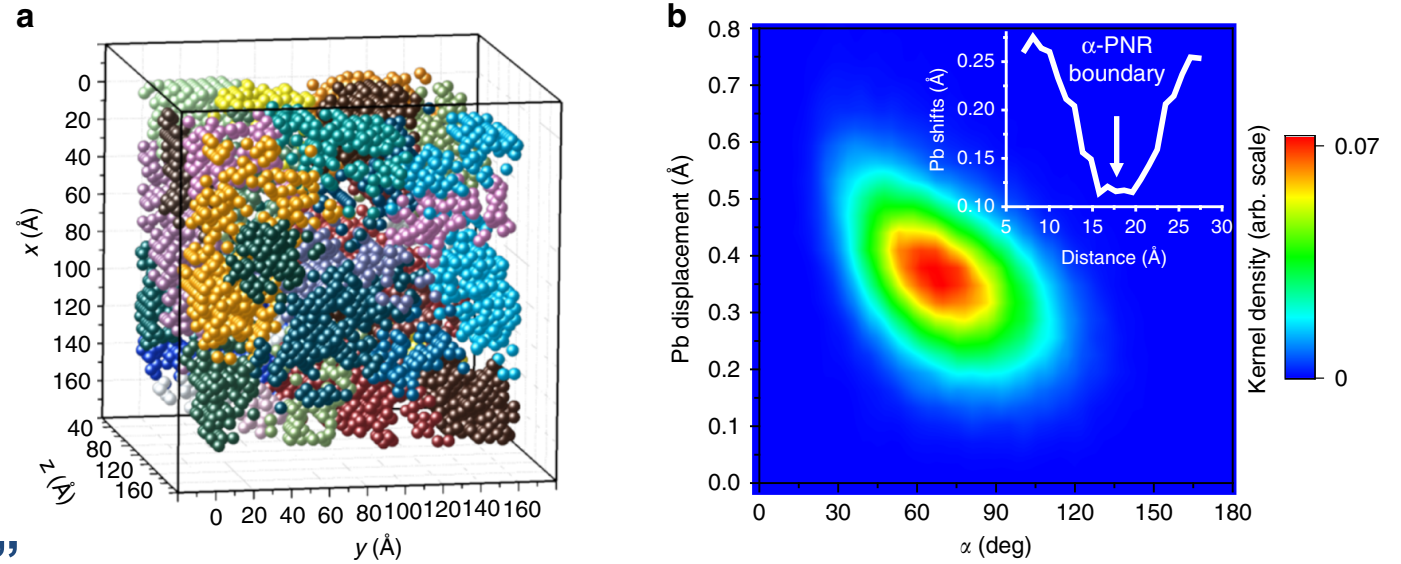 a
0
20
40
60
80
100
120
140
160
x (Å)
40
80
120
160
z (Å)
0 20 40 60 80 100 120 140 160
y (Å)
”
b
0.8
0.7
0.6
0.5
0.4
0.3
0.2
0.1
0.0
Pb displacement (Å)
0 30 60 90 120 150 180
α (deg)
α-PNR
boundary
0.25
0.20
0.15
0.10
Pb shifts (Å)
5 10 15 20 25 30
Distance (Å)
Kernel density (arb. scale)
0.07
0